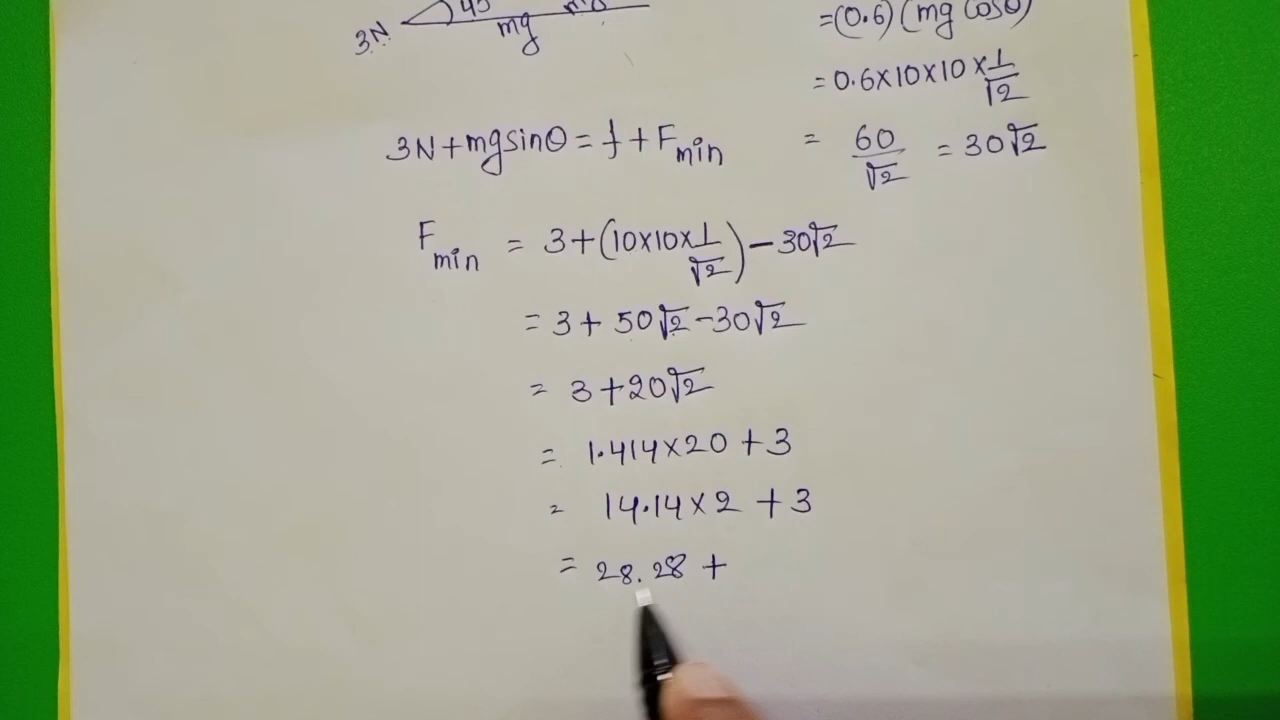 3N 45 mg
=(0.6)(mg cosθ)
=0.6×10×10×1/√2
3N+mgsinθ=f+Fmin
= 60/√2 = 30√2
Fmin = 3+(10×10×1/√2)-30√2
=3+50√2-30√2
= 3+20√2
= 1.414×20+3
= 14.14×2+3
= 28.28+